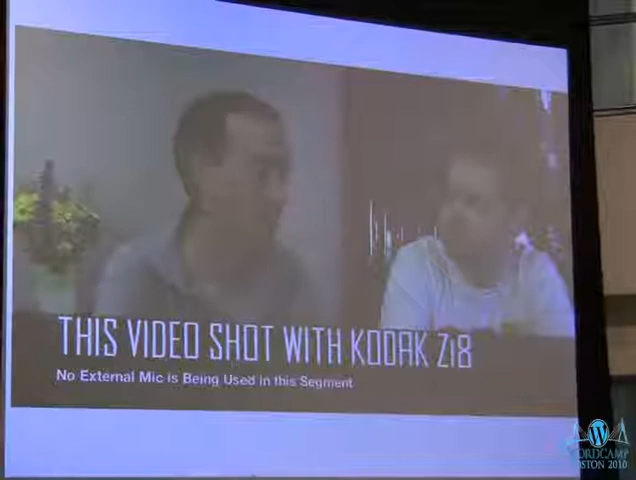 THIS VIDEO SHOT WITH KODAK Zi8
No External Mic is Being Used in this Segment
WORDCAMP
BOSTON 2010